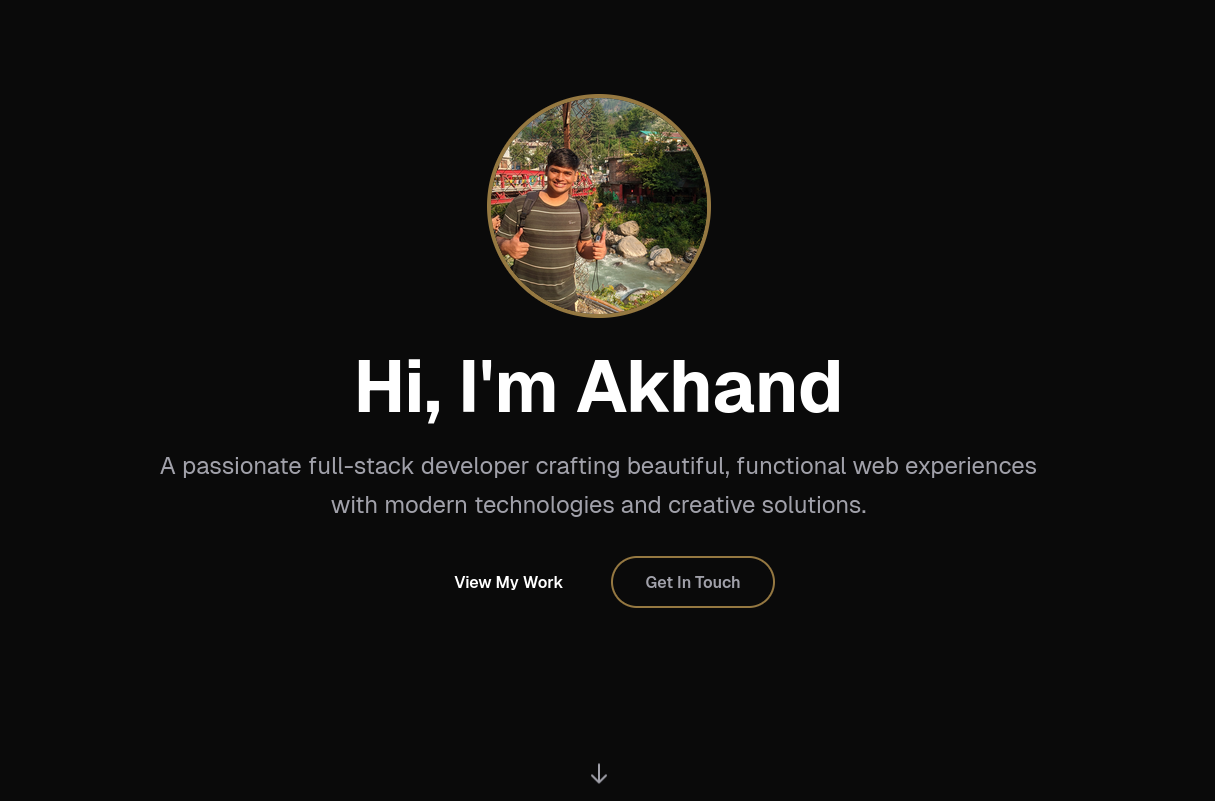 Hi, I'm Akhand
A passionate full-stack developer crafting beautiful, functional web experiences
with modern technologies and creative solutions.
View My Work
Get In Touch